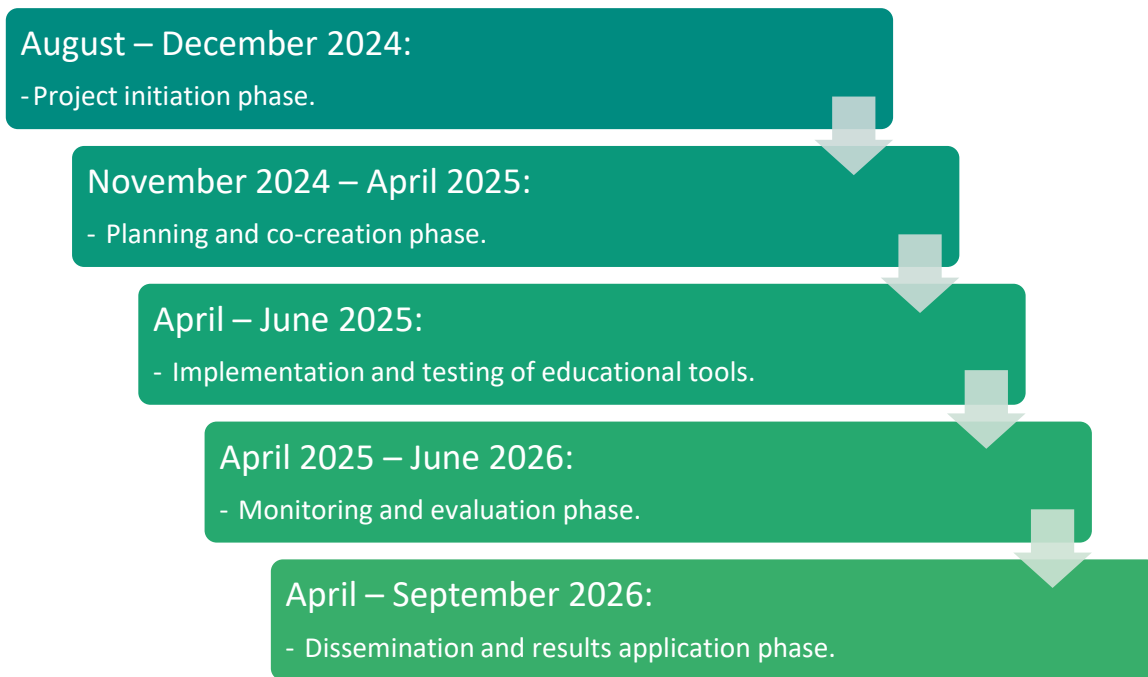 August – December 2024:
- Project initiation phase.
November 2024 – April 2025:
- Planning and co-creation phase.
April – June 2025:
- Implementation and testing of educational tools.
April 2025 – June 2026:
- Monitoring and evaluation phase.
April – September 2026:
- Dissemination and results application phase.